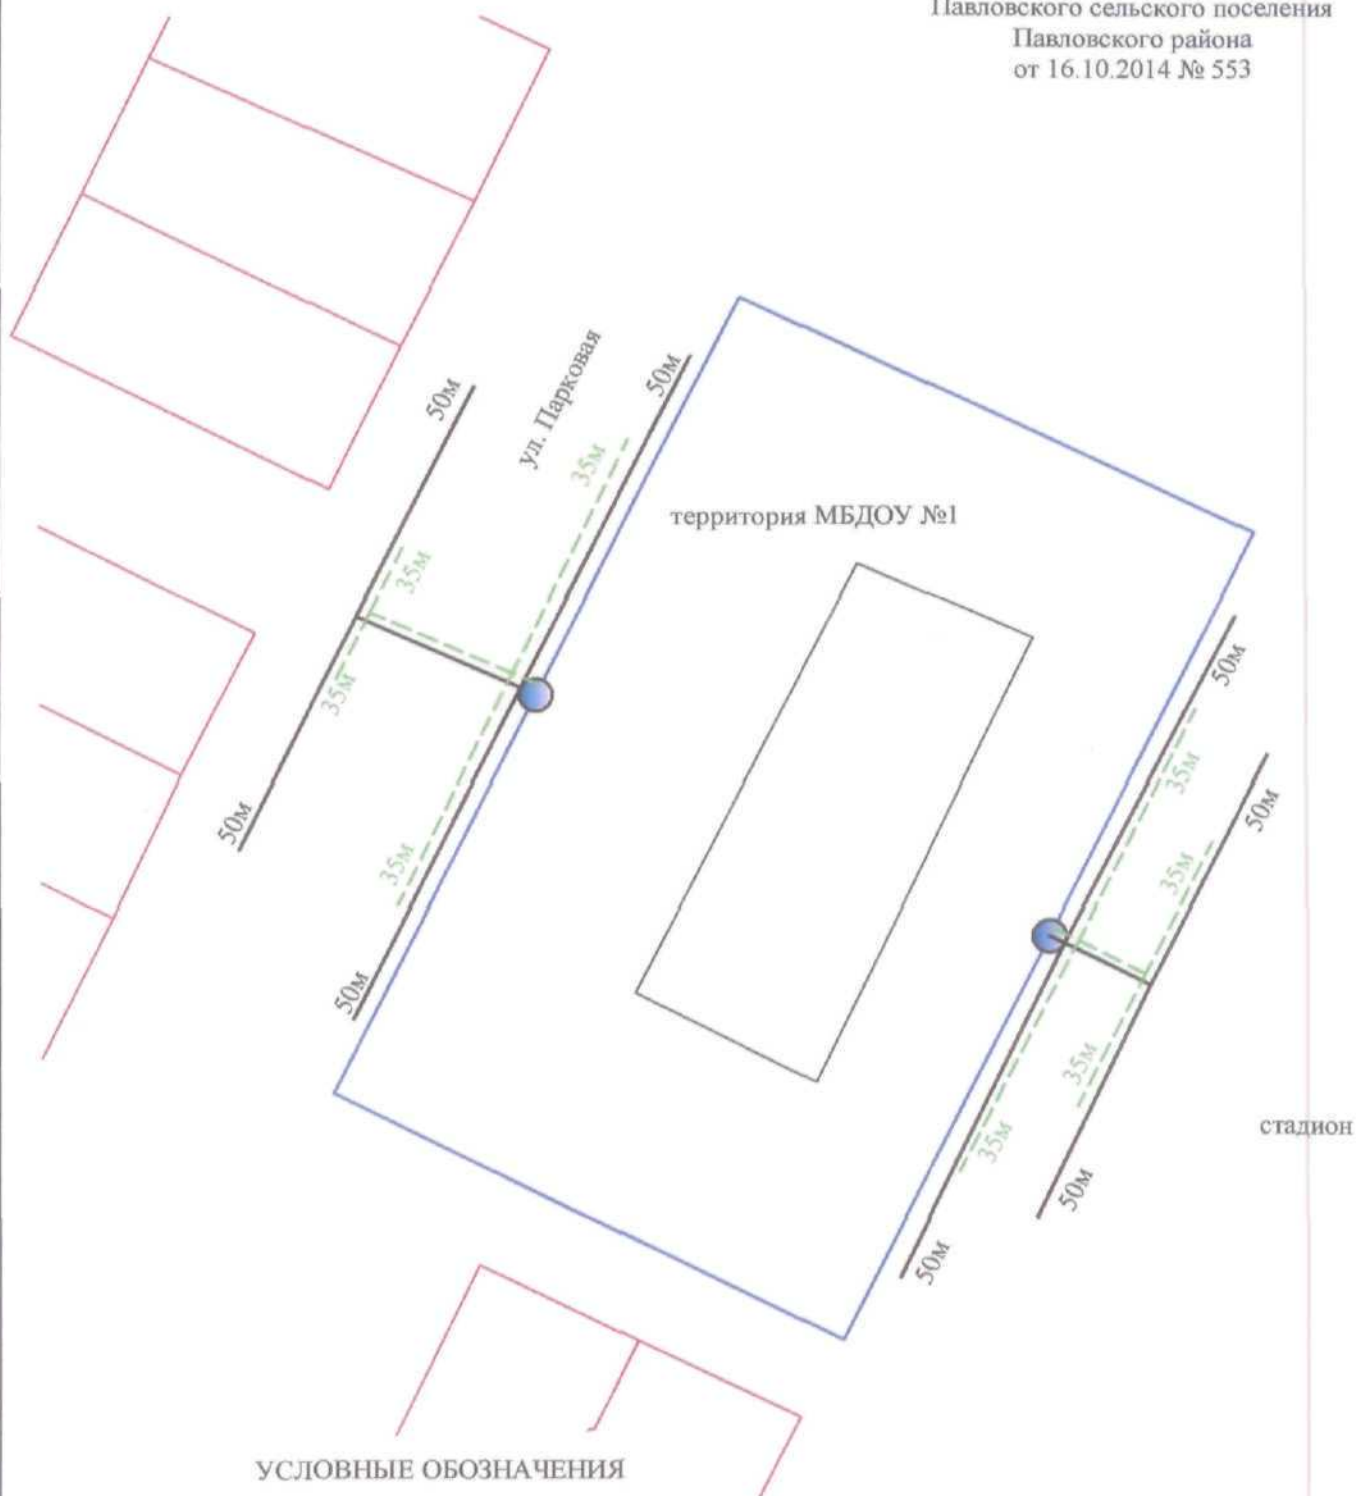 Павловского сельского поселения
Павловского района
от 16.10.2014 № 553
ул. Парковая
50м
50м
35м
территория МБДОУ №1
35м
35м
50м
35м
50м
50м
35м
50м
35м
35м
35м
стадион
50м
50м
УСЛОВНЫЕ ОБОЗНАЧЕНИЯ